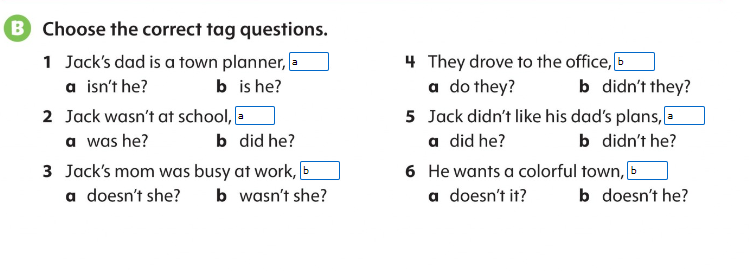 B Choose the correct tag questions.
1 Jack's dad is a town planner, a
a isn't he? b is he?
2 Jack wasn't at school, a
a was he? b did he?
3 Jack's mom was busy at work, b
a doesn't she? b wasn't she?
4 They drove to the office, b
a do they? b didn't they?
5 Jack didn't like his dad's plans, a
a did he? b didn't he?
6 He wants a colorful town, b
a doesn't it? b doesn't he?